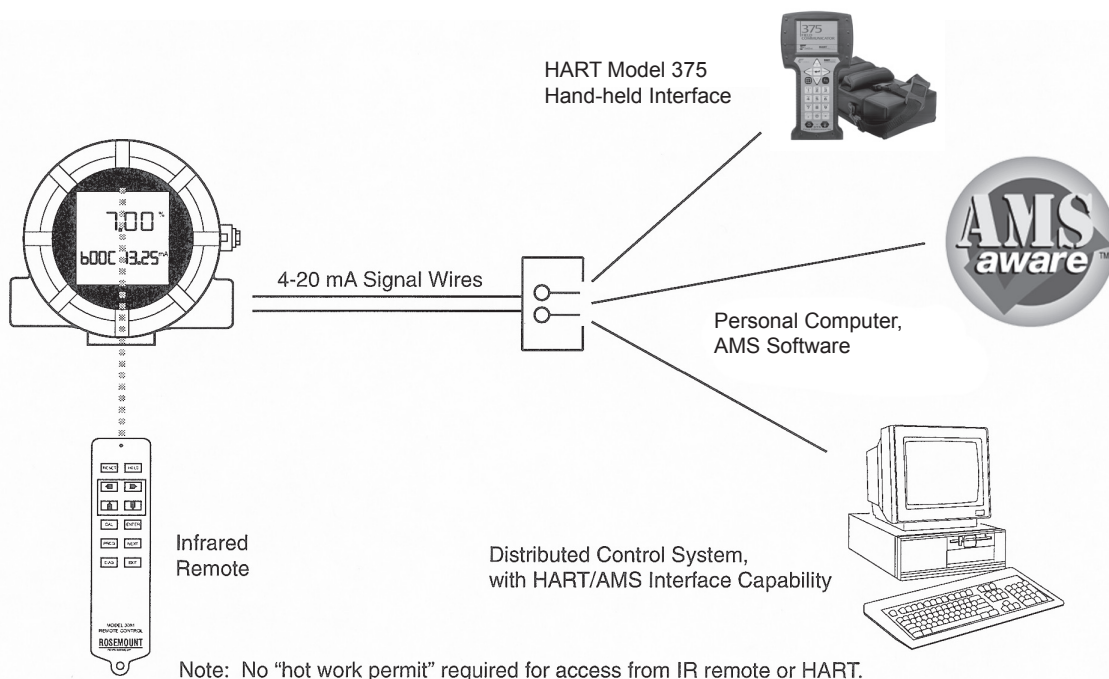 375
HART Model 375
Hand-held Interface
AMS
aware
TM
7.00 %
600C 13.25 mA
4-20 mA Signal Wires
Personal Computer,
AMS Software
RESET HOLD
CAL ENTER
PROG NEXT
DIAG EXIT
REMOTE CONTROL
ROSEMOUNT
Infrared
Remote
Distributed Control System,
with HART/AMS Interface Capability
Note: No “hot work permit” required for access from IR remote or HART.